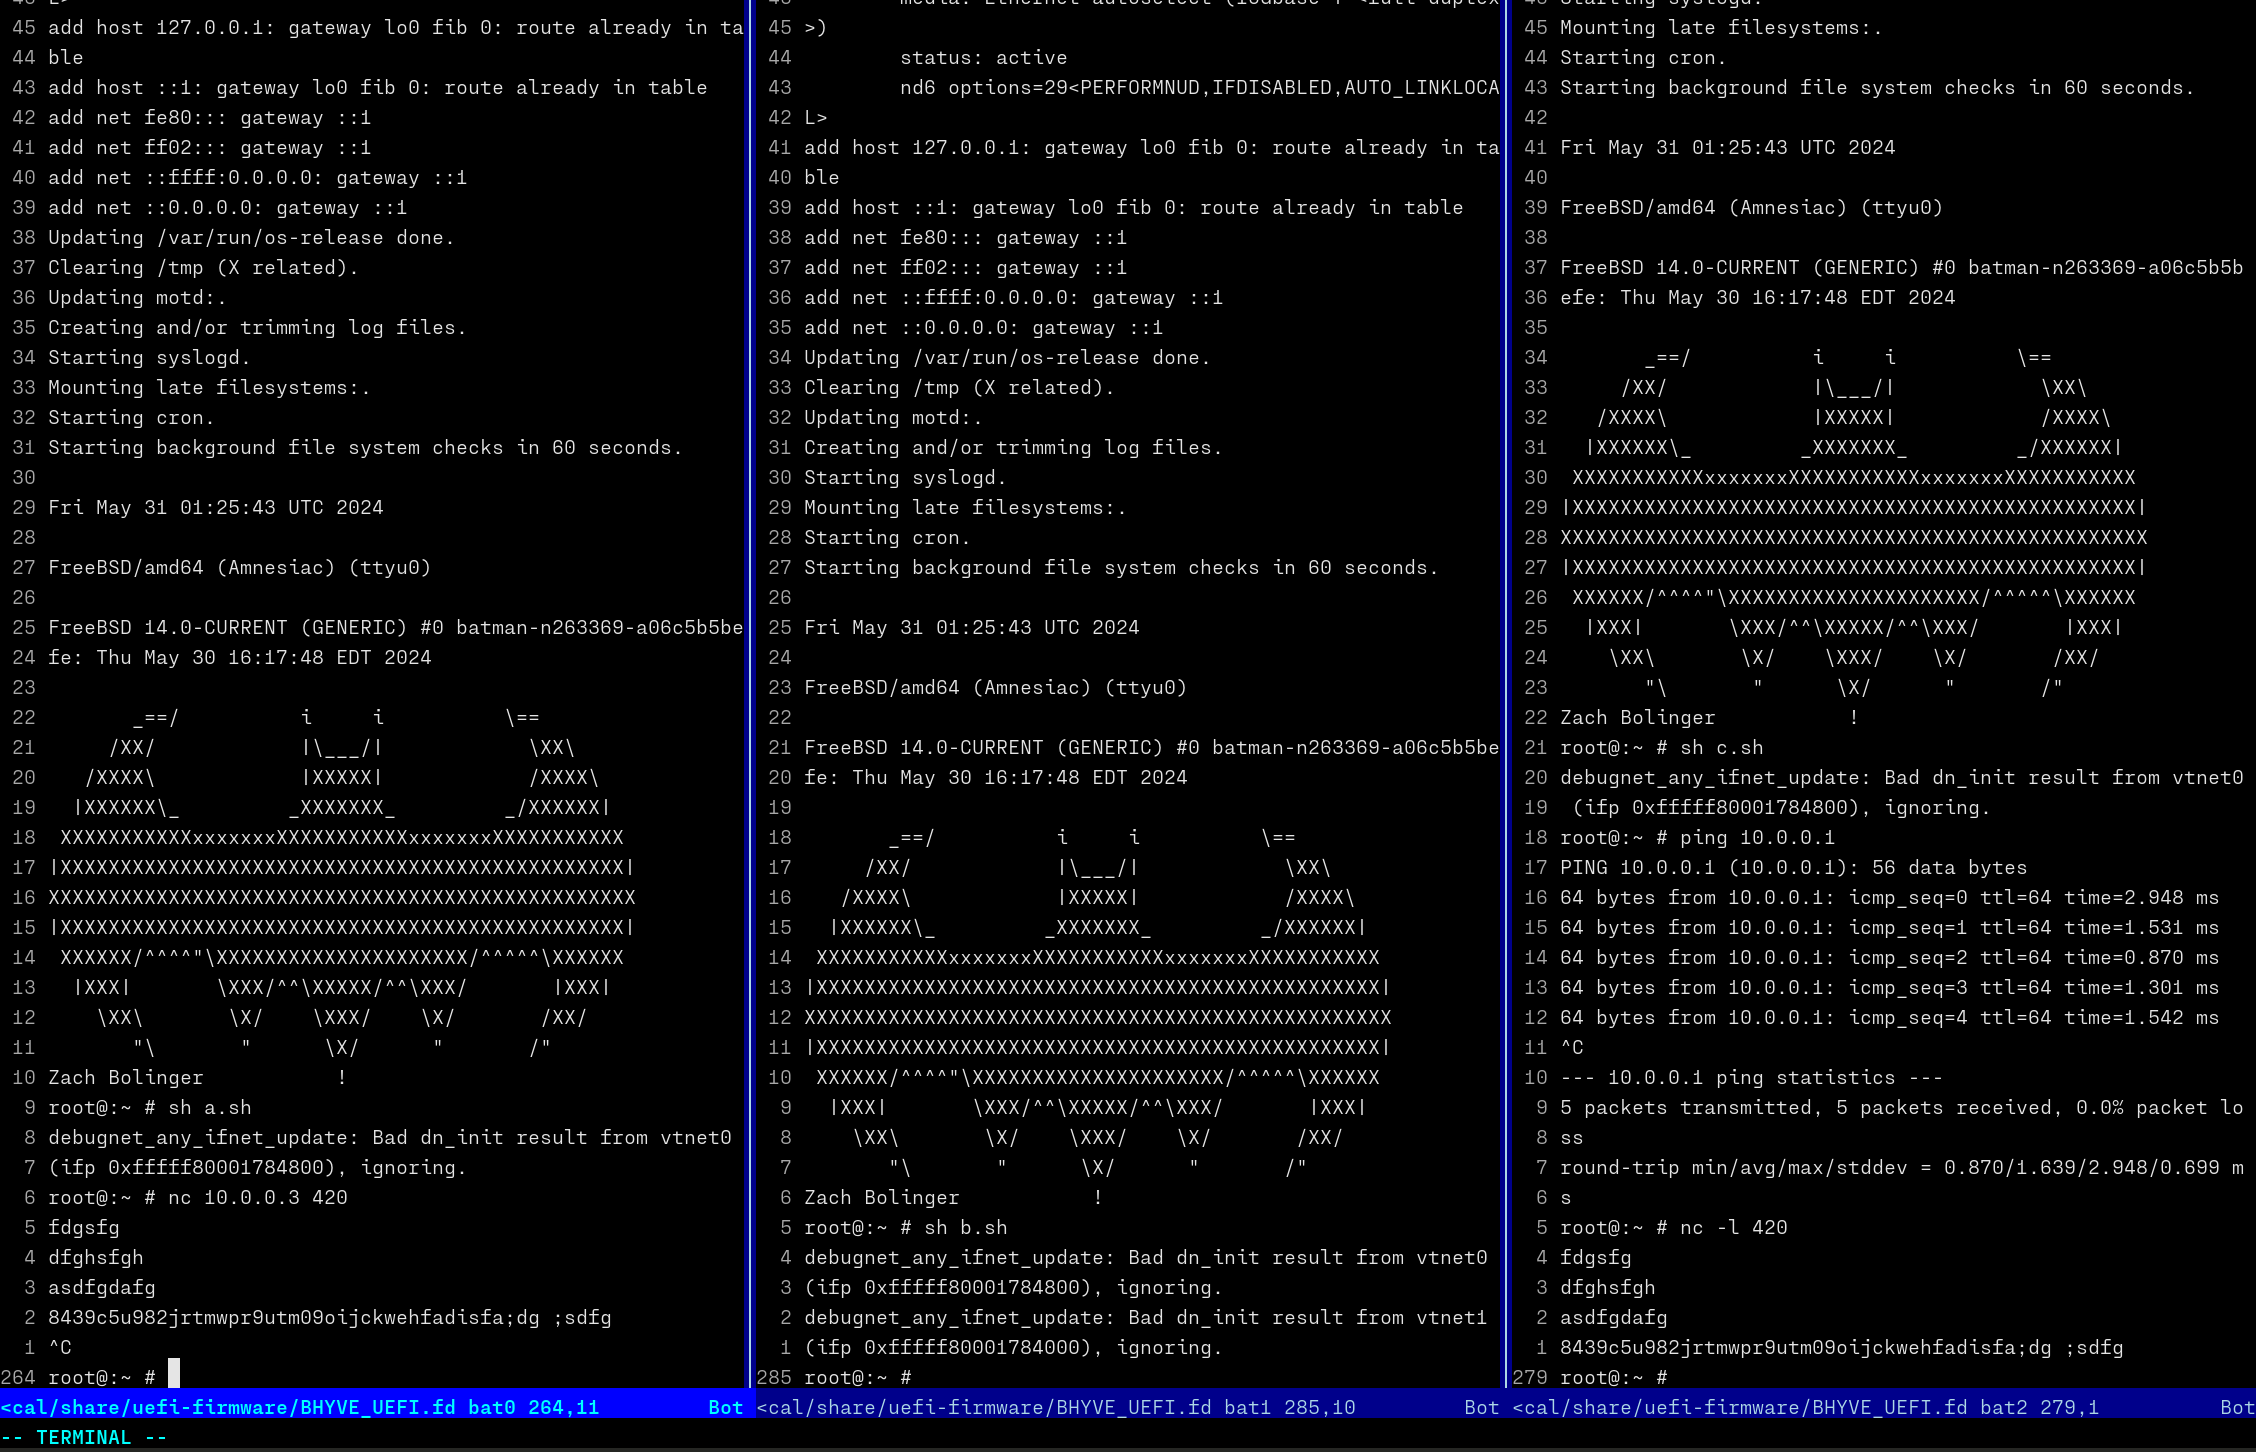 45 add host 127.0.0.1: gateway lo0 fib 0: route already in ta
44 ble
43 add host ::1: gateway lo0 fib 0: route already in table
42 add net fe80::: gateway ::1
41 add net ff02::: gateway ::1
40 add net ::ffff:0.0.0.0: gateway ::1
39 add net ::0.0.0.0: gateway ::1
38 Updating /var/run/os-release done.
37 Clearing /tmp (X related).
36 Updating motd:.
35 Creating and/or trimming log files.
34 Starting syslogd.
33 Mounting late filesystems:.
32 Starting cron.
31 Starting background file system checks in 60 seconds.
30
29 Fri May 31 01:25:43 UTC 2024
28
27 FreeBSD/amd64 (Amnesiac) (ttyu0)
26
25 FreeBSD 14.0-CURRENT (GENERIC) #0 batman-n263369-a06c5b5be
24 fe: Thu May 30 16:17:48 EDT 2024
23
22        _==/          i     i          \==
21      /XX/            |\___/|            \XX\
20    /XXXX\            |XXXXX|            /XXXX\
19   |XXXXXX\_         _XXXXXXX_         _/XXXXXX|
18  XXXXXXXXXXXxxxxxxxXXXXXXXXXXXxxxxxxxXXXXXXXXXXX
17 |XXXXXXXXXXXXXXXXXXXXXXXXXXXXXXXXXXXXXXXXXXXXXXX|
16 XXXXXXXXXXXXXXXXXXXXXXXXXXXXXXXXXXXXXXXXXXXXXXXXX
15 |XXXXXXXXXXXXXXXXXXXXXXXXXXXXXXXXXXXXXXXXXXXXXXX|
14  XXXXXX/^^^^"\XXXXXXXXXXXXXXXXXXXXX/^^^^^\XXXXXX
13   |XXX|       \XXX/^^\XXXXX/^^\XXX/       |XXX|
12     \XX\       \X/    \XXX/    \X/       /XX/
11        "\       "      \X/      "       /"
10 Zach Bolinger           !
9 root@:~ # sh a.sh
8 debugnet_any_ifnet_update: Bad dn_init result from vtnet0
7 (ifp 0xfffff80001784800), ignoring.
6 root@:~ # nc 10.0.0.3 420
5 fdgsfg
4 dfghsfgh
3 asdfgdafg
2 8439c5u982jrtmwpr9utm09oijckwehfadisfa;dg ;sdfg
1 ^C
264 root@:~ #
<cal/share/uefi-firmware/BHYVE_UEFI.fd bat0 264,11 Bot
45 >)
44         status: active
43         nd6 options=29<PERFORMNUD,IFDISABLED,AUTO_LINKLOCA
42 L>
41 add host 127.0.0.1: gateway lo0 fib 0: route already in ta
40 ble
39 add host ::1: gateway lo0 fib 0: route already in table
38 add net fe80::: gateway ::1
37 add net ff02::: gateway ::1
36 add net ::ffff:0.0.0.0: gateway ::1
35 add net ::0.0.0.0: gateway ::1
34 Updating /var/run/os-release done.
33 Clearing /tmp (X related).
32 Updating motd:.
31 Creating and/or trimming log files.
30 Starting syslogd.
29 Mounting late filesystems:.
28 Starting cron.
27 Starting background file system checks in 60 seconds.
26
25 Fri May 31 01:25:43 UTC 2024
24
23 FreeBSD/amd64 (Amnesiac) (ttyu0)
22
21 FreeBSD 14.0-CURRENT (GENERIC) #0 batman-n263369-a06c5b5be
20 fe: Thu May 30 16:17:48 EDT 2024
19
18        _==/          i     i          \==
17      /XX/            |\___/|            \XX\
16    /XXXX\            |XXXXX|            /XXXX\
15   |XXXXXX\_         _XXXXXXX_         _/XXXXXX|
14  XXXXXXXXXXXxxxxxxxXXXXXXXXXXXxxxxxxxXXXXXXXXXXX
13 |XXXXXXXXXXXXXXXXXXXXXXXXXXXXXXXXXXXXXXXXXXXXXXX|
12 XXXXXXXXXXXXXXXXXXXXXXXXXXXXXXXXXXXXXXXXXXXXXXXXX
11 |XXXXXXXXXXXXXXXXXXXXXXXXXXXXXXXXXXXXXXXXXXXXXXX|
10  XXXXXX/^^^^"\XXXXXXXXXXXXXXXXXXXXX/^^^^^\XXXXXX
9   |XXX|       \XXX/^^\XXXXX/^^\XXX/       |XXX|
8     \XX\       \X/    \XXX/    \X/       /XX/
7        "\       "      \X/      "       /"
6 Zach Bolinger           !
5 root@:~ # sh b.sh
4 debugnet_any_ifnet_update: Bad dn_init result from vtnet0
3 (ifp 0xfffff80001784800), ignoring.
2 debugnet_any_ifnet_update: Bad dn_init result from vtnet1
1 (ifp 0xfffff80001784000), ignoring.
285 root@:~ #
<cal/share/uefi-firmware/BHYVE_UEFI.fd bat1 285,10 Bot
45 Mounting late filesystems:.
44 Starting cron.
43 Starting background file system checks in 60 seconds.
42
41 Fri May 31 01:25:43 UTC 2024
40
39 FreeBSD/amd64 (Amnesiac) (ttyu0)
38
37 FreeBSD 14.0-CURRENT (GENERIC) #0 batman-n263369-a06c5b5b
36 efe: Thu May 30 16:17:48 EDT 2024
35
34        _==/          i     i          \==
33      /XX/            |\___/|            \XX\
32    /XXXX\            |XXXXX|            /XXXX\
31   |XXXXXX\_         _XXXXXXX_         _/XXXXXX|
30  XXXXXXXXXXXxxxxxxxXXXXXXXXXXXxxxxxxxXXXXXXXXXXX
29 |XXXXXXXXXXXXXXXXXXXXXXXXXXXXXXXXXXXXXXXXXXXXXXX|
28 XXXXXXXXXXXXXXXXXXXXXXXXXXXXXXXXXXXXXXXXXXXXXXXXX
27 |XXXXXXXXXXXXXXXXXXXXXXXXXXXXXXXXXXXXXXXXXXXXXXX|
26  XXXXXX/^^^^"\XXXXXXXXXXXXXXXXXXXXX/^^^^^\XXXXXX
25   |XXX|       \XXX/^^\XXXXX/^^\XXX/       |XXX|
24     \XX\       \X/    \XXX/    \X/       /XX/
23        "\       "      \X/      "       /"
22 Zach Bolinger           !
21 root@:~ # sh c.sh
20 debugnet_any_ifnet_update: Bad dn_init result from vtnet0
19  (ifp 0xfffff80001784800), ignoring.
18 root@:~ # ping 10.0.0.1
17 PING 10.0.0.1 (10.0.0.1): 56 data bytes
16 64 bytes from 10.0.0.1: icmp_seq=0 ttl=64 time=2.948 ms
15 64 bytes from 10.0.0.1: icmp_seq=1 ttl=64 time=1.531 ms
14 64 bytes from 10.0.0.1: icmp_seq=2 ttl=64 time=0.870 ms
13 64 bytes from 10.0.0.1: icmp_seq=3 ttl=64 time=1.301 ms
12 64 bytes from 10.0.0.1: icmp_seq=4 ttl=64 time=1.542 ms
11 ^C
10 --- 10.0.0.1 ping statistics ---
9 5 packets transmitted, 5 packets received, 0.0% packet lo
8 ss
7 round-trip min/avg/max/stddev = 0.870/1.639/2.948/0.699 m
6 s
5 root@:~ # nc -l 420
4 fdgsfg
3 dfghsfgh
2 asdfgdafg
1 8439c5u982jrtmwpr9utm09oijckwehfadisfa;dg ;sdfg
279 root@:~ #
<cal/share/uefi-firmware/BHYVE_UEFI.fd bat2 279,1 Bot
-- TERMINAL --